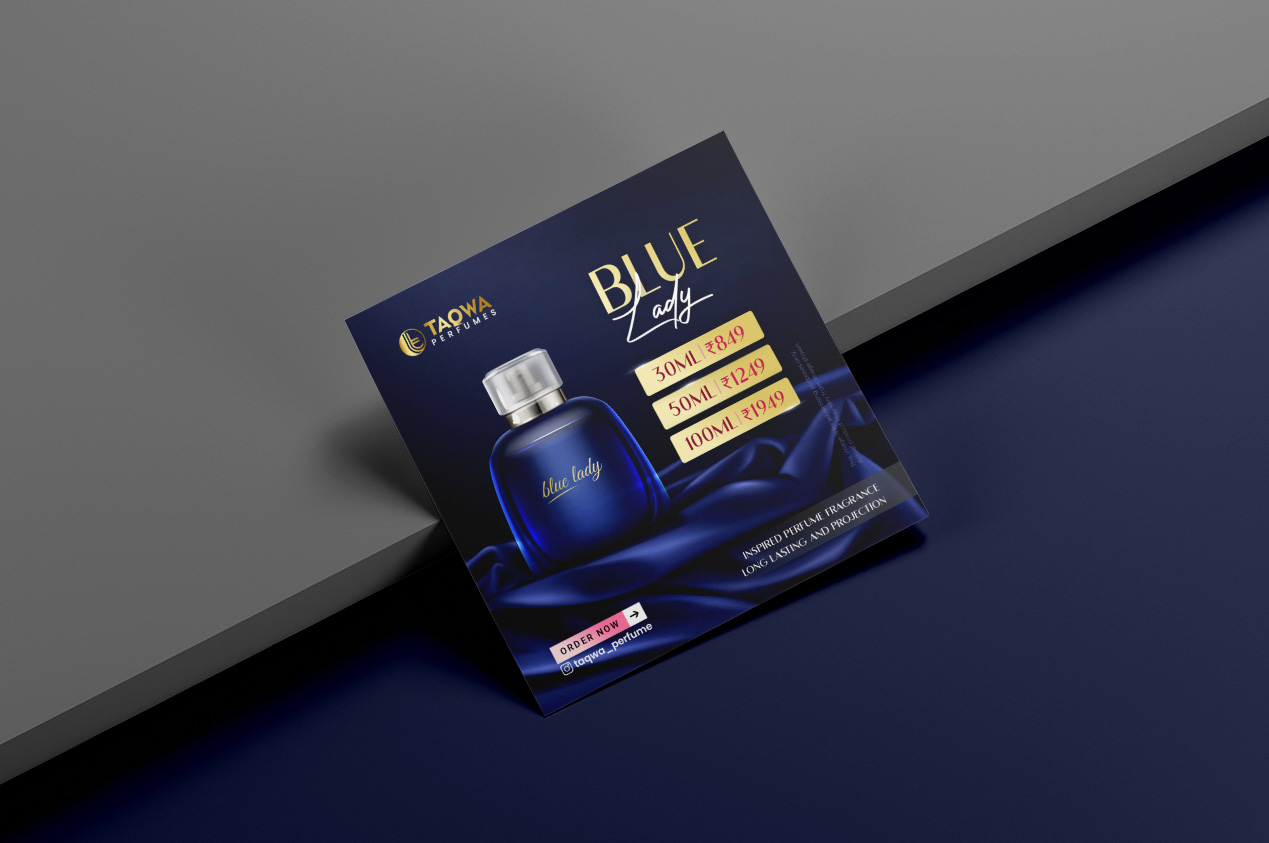 TAQWA
PERFUMES
BLUE
Lady
30ML | ₹849
50ML | ₹1249
100ML | ₹1949
blue lady
INSPIRED PERFUME FRAGRANCE
LONG LASTING AND PROJECTION
ORDER NOW
taqwa_perfume